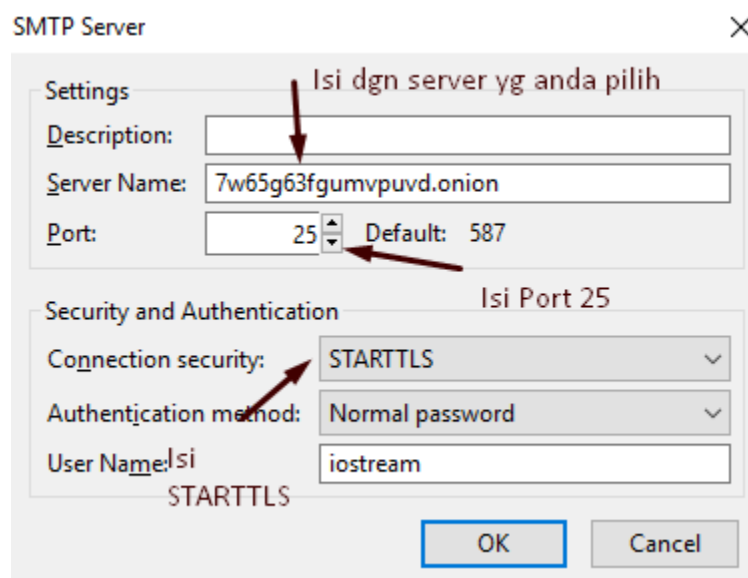 SMTP Server
Isi dgn server yg anda pilih
Settings
Description:
Server Name: 7w65g63fgumvpuvd.onion
Port: 25 Default: 587
Isi Port 25
Security and Authentication
Connection security: STARTTLS
Authentication method: Normal password
User Name: iostream
Isi
STARTTLS
OK Cancel